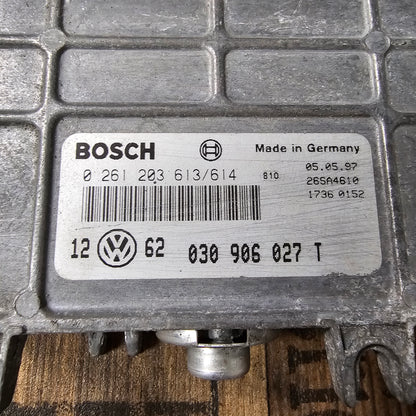 BOSCH Made in Germany
0 261 203 613/614 810 05.05.97
26SA4610
1736 0152
12 VW 62 030 906 027 T